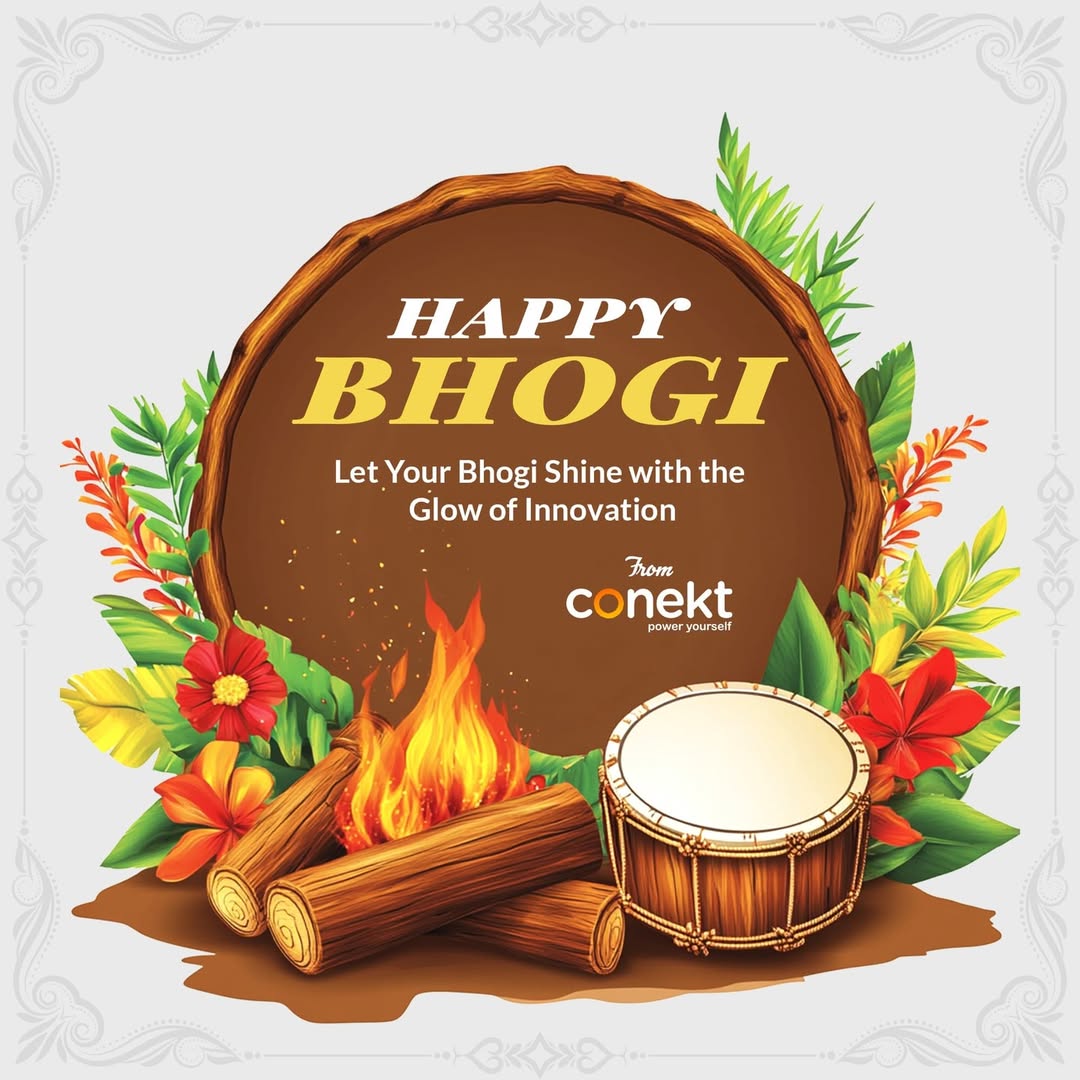 HAPPY
BHOGI
Let Your Bhogi Shine with the
Glow of Innovation
From
conekt
power yourself